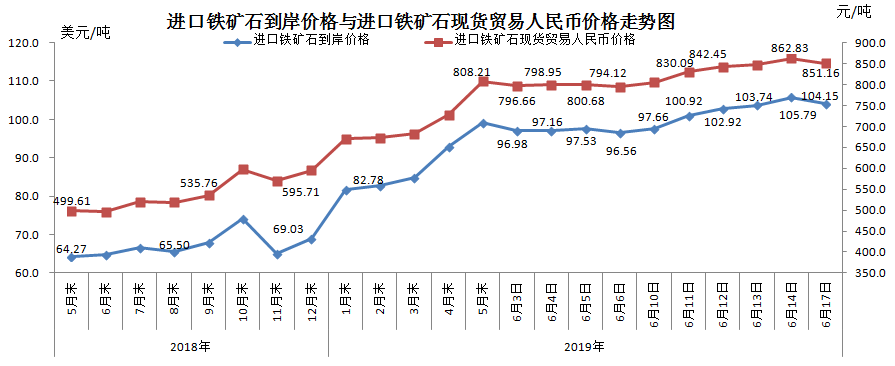 进口铁矿石到岸价格与进口铁矿石现货贸易人民币价格走势图
美元/吨
元/吨
进口铁矿石到岸价格
进口铁矿石现货贸易人民币价格
120.0
110.0
100.0
90.0
80.0
70.0
60.0
900.0
850.0
800.0
750.0
700.0
650.0
600.0
550.0
500.0
450.0
400.0
350.0
499.61
535.76
595.71
808.21
796.66
798.95
800.68
794.12
830.09
842.45
862.83
851.16
64.27
65.50
69.03
82.78
96.98
97.16
97.53
96.56
97.66
100.92
102.92
103.74
105.79
104.15
5月末
6月末
7月末
8月末
9月末
10月末
11月末
12月末
1月末
2月末
3月末
4月末
5月末
6月3日
6月4日
6月5日
6月6日
6月10日
6月11日
6月12日
6月13日
6月14日
6月17日
2018年
2019年